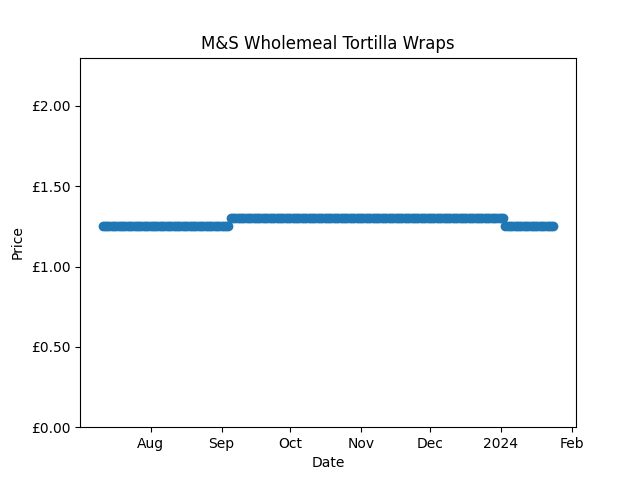 M&S Wholemeal Tortilla Wraps
£2.00
£1.50
£1.00
£0.50
£0.00
Price
Aug Sep Oct Nov Dec 2024 Feb
Date